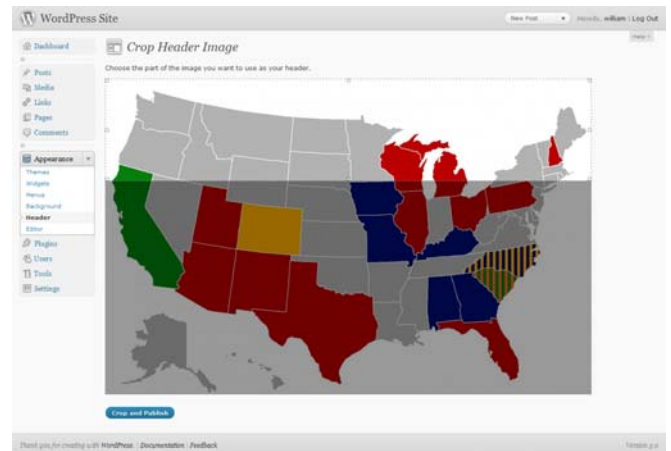 WordPress Site
New Post
Howdy, william | Log Out
Help
Dashboard
Crop Header Image
Choose the part of the image you want to use as your header.
Posts
Media
Links
Pages
Comments
Appearance
Themes
Widgets
Menus
Background
Header
Editor
Plugins
Users
Tools
Settings
Crop and Publish
Thank you for creating with WordPress. | Documentation | Feedback